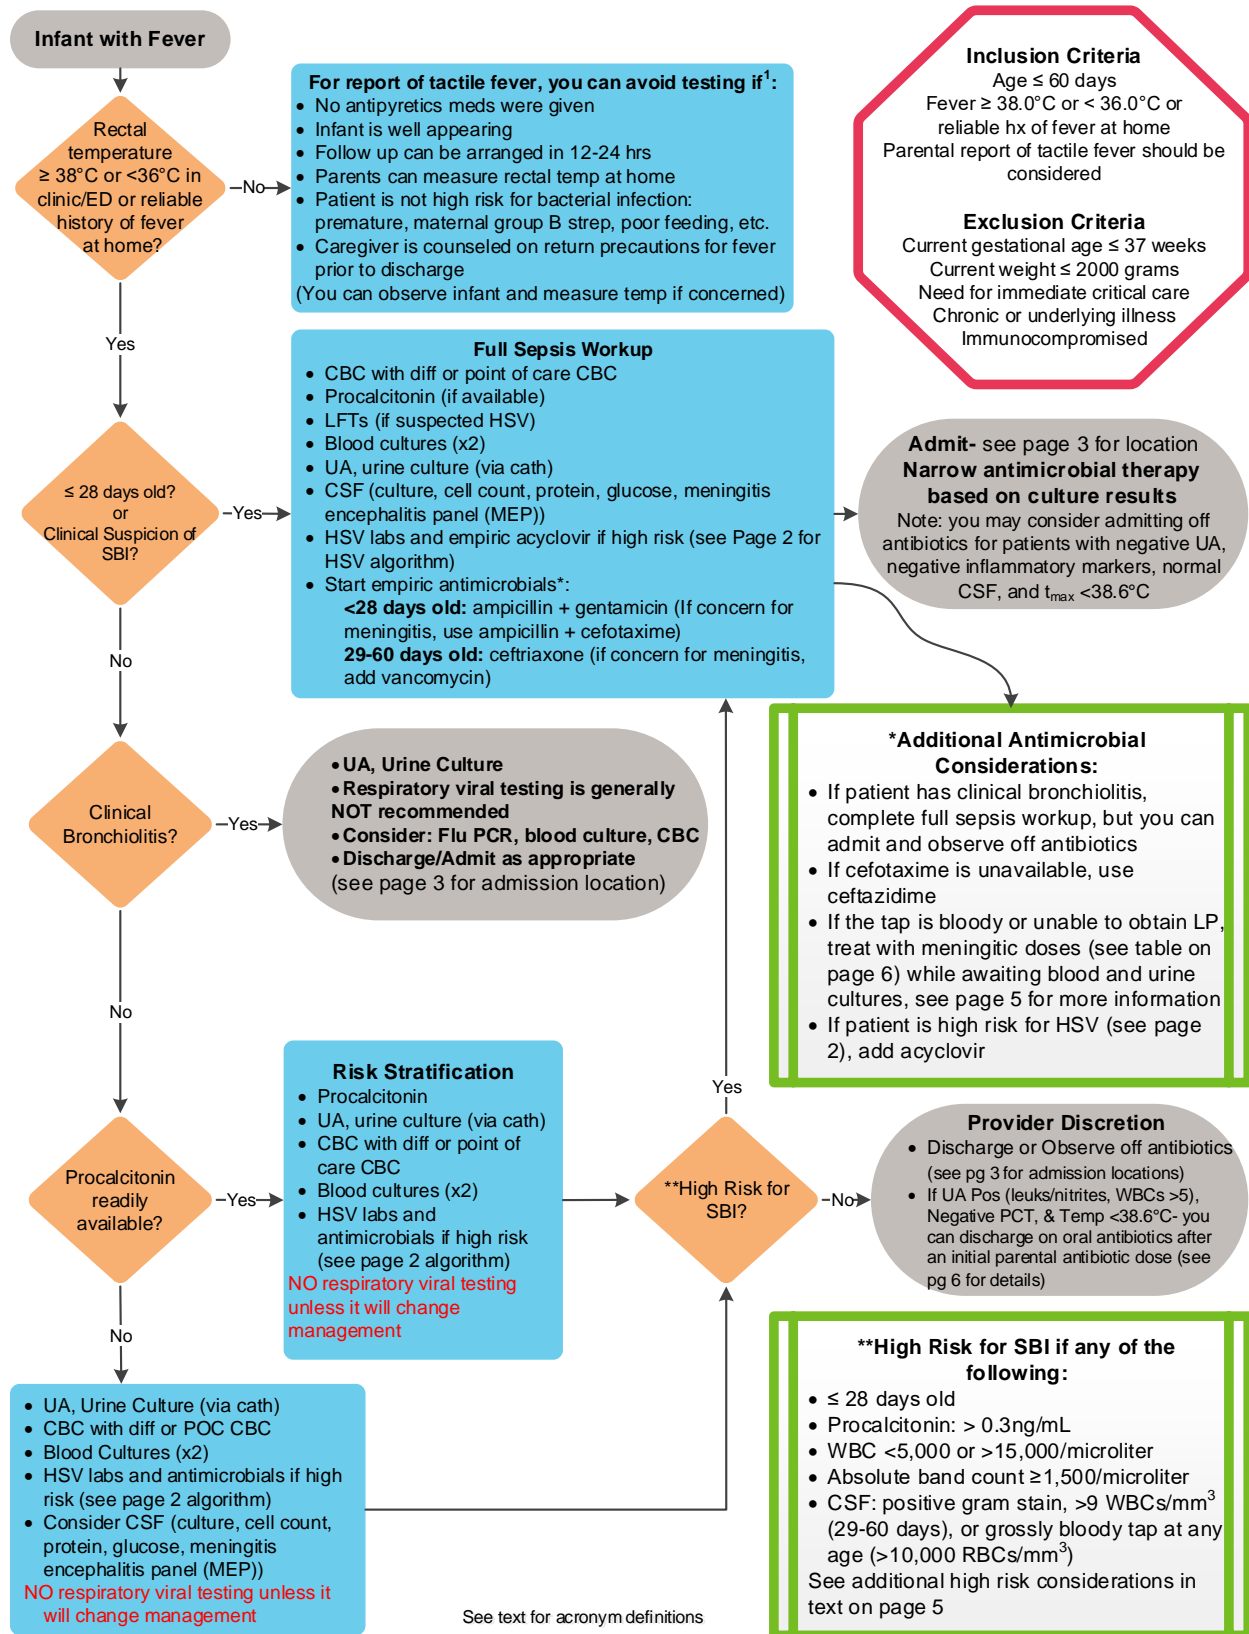 Infant with Fever
Rectal
temperature
≥ 38°C or <36°C in
clinic/ED or reliable
history of fever
at home?
No
For report of tactile fever, you can avoid testing if1:
• No antipyretics meds were given
• Infant is well appearing
• Follow up can be arranged in 12-24 hrs
• Parents can measure rectal temp at home
• Patient is not high risk for bacterial infection:
premature, maternal group B strep, poor feeding, etc.
• Caregiver is counseled on return precautions for fever
prior to discharge
(You can observe infant and measure temp if concerned)
Inclusion Criteria
Age ≤ 60 days
Fever ≥ 38.0°C or < 36.0°C or
reliable hx of fever at home
Parental report of tactile fever should be
considered
Exclusion Criteria
Current gestational age ≤ 37 weeks
Current weight ≤ 2000 grams
Need for immediate critical care
Chronic or underlying illness
Immunocompromised
Yes
≤ 28 days old?
or
Clinical Suspicion of
SBI?
Yes
Full Sepsis Workup
• CBC with diff or point of care CBC
• Procalcitonin (if available)
• LFTs (if suspected HSV)
• Blood cultures (x2)
• UA, urine culture (via cath)
• CSF (culture, cell count, protein, glucose, meningitis
encephalitis panel (MEP))
• HSV labs and empiric acyclovir if high risk (see Page 2 for
HSV algorithm)
• Start empiric antimicrobials*:
<28 days old: ampicillin + gentamicin (If concern for
meningitis, use ampicillin + cefotaxime)
29-60 days old: ceftriaxone (if concern for meningitis,
add vancomycin)
Admit- see page 3 for location
Narrow antimicrobial therapy
based on culture results
Note: you may consider admitting off
antibiotics for patients with negative UA,
negative inflammatory markers, normal
CSF, and tmax <38.6°C
No
Clinical
Bronchiolitis?
Yes
• UA, Urine Culture
• Respiratory viral testing is generally
NOT recommended
• Consider: Flu PCR, blood culture, CBC
• Discharge/Admit as appropriate
(see page 3 for admission location)
*Additional Antimicrobial
Considerations:
• If patient has clinical bronchiolitis,
complete full sepsis workup, but you can
admit and observe off antibiotics
• If cefotaxime is unavailable, use
ceftazidime
• If the tap is bloody or unable to obtain LP,
treat with meningitic doses (see table on
page 6) while awaiting blood and urine
cultures, see page 5 for more information
• If patient is high risk for HSV (see page
2), add acyclovir
No
Procalcitonin
readily
available?
Yes
Risk Stratification
• Procalcitonin
• UA, urine culture (via cath)
• CBC with diff or point of
care CBC
• Blood cultures (x2)
• HSV labs and
antimicrobials if high risk
(see page 2 algorithm)
NO respiratory viral testing
unless it will change
management
Yes
**High Risk for
SBI?
No
Provider Discretion
• Discharge or Observe off antibiotics
(see pg 3 for admission locations)
• If UA Pos (leuks/nitrites, WBCs >5),
Negative PCT, & Temp <38.6°C- you
can discharge on oral antibiotics after
an initial parental antibiotic dose (see
pg 6 for details)
No
• UA, Urine Culture (via cath)
• CBC with diff or POC CBC
• Blood Cultures (x2)
• HSV labs and antimicrobials if high
risk (see page 2 algorithm)
• Consider CSF (culture, cell count,
protein, glucose, meningitis
encephalitis panel (MEP))
NO respiratory viral testing unless it
will change management
**High Risk for SBI if any of the
following:
• ≤ 28 days old
• Procalcitonin: > 0.3ng/mL
• WBC <5,000 or >15,000/microliter
• Absolute band count ≥1,500/microliter
• CSF: positive gram stain, >9 WBCs/mm3
(29-60 days), or grossly bloody tap at any
age (>10,000 RBCs/mm3)
See additional high risk considerations in
text on page 5
See text for acronym definitions